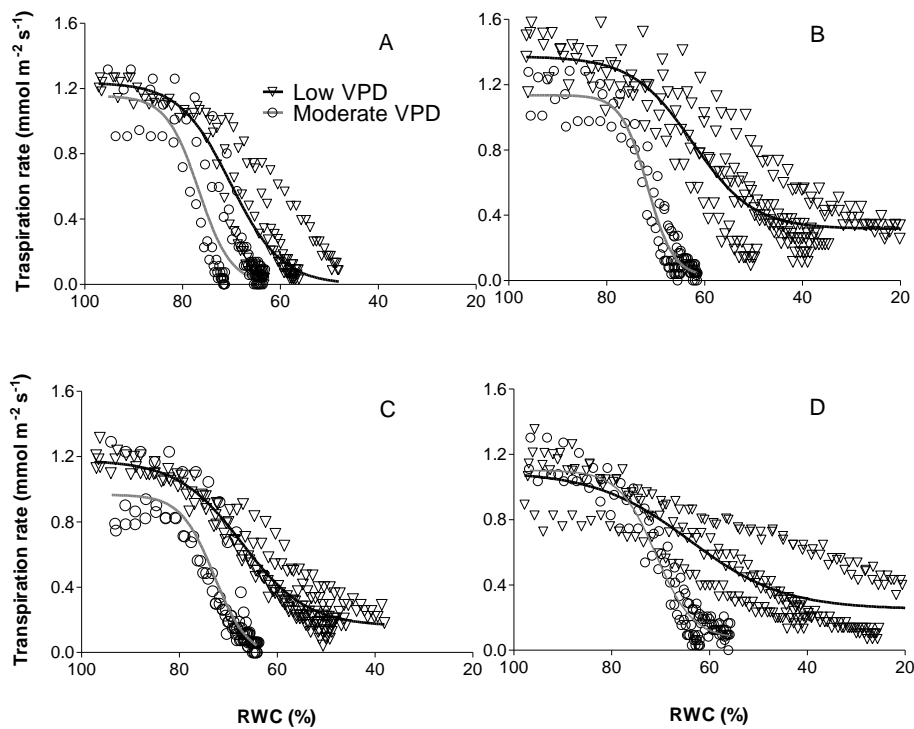 A
B
Low VPD
Moderate VPD
Traspiration rate (mmol m⁻² s⁻¹)
1.6
1.2
0.8
0.4
0.0
100 80 60 40 20
1.6
1.2
0.8
0.4
0.0
100 80 60 40 20
C
D
Transpiration rate (mmol m⁻² s⁻¹)
1.6
1.2
0.8
0.4
0.0
100 80 60 40 20
1.6
1.2
0.8
0.4
0.0
100 80 60 40 20
RWC (%)
RWC (%)